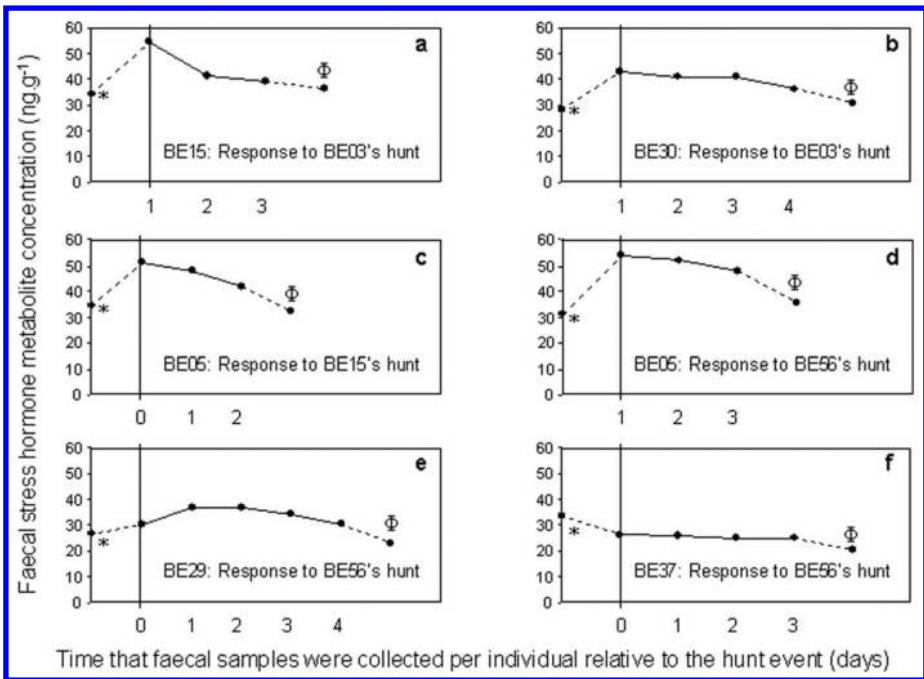 Faecal stress hormone metabolite concentration (ng.g-1)
60
50
40
30
20
10
0
*
Φ
a
BE15: Response to BE03's hunt
1 2 3
60
50
40
30
20
10
0
*
Φ
b
BE30: Response to BE03's hunt
1 2 3 4
60
50
40
30
20
10
0
*
Φ
c
BE05: Response to BE15's hunt
0 1 2
60
50
40
30
20
10
0
*
Φ
d
BE05: Response to BE56's hunt
1 2 3
60
50
40
30
20
10
0
*
Φ
e
BE29: Response to BE56's hunt
0 1 2 3 4
60
50
40
30
20
10
0
*
Φ
f
BE37: Response to BE56's hunt
0 1 2 3
Time that faecal samples were collected per individual relative to the hunt event (days)